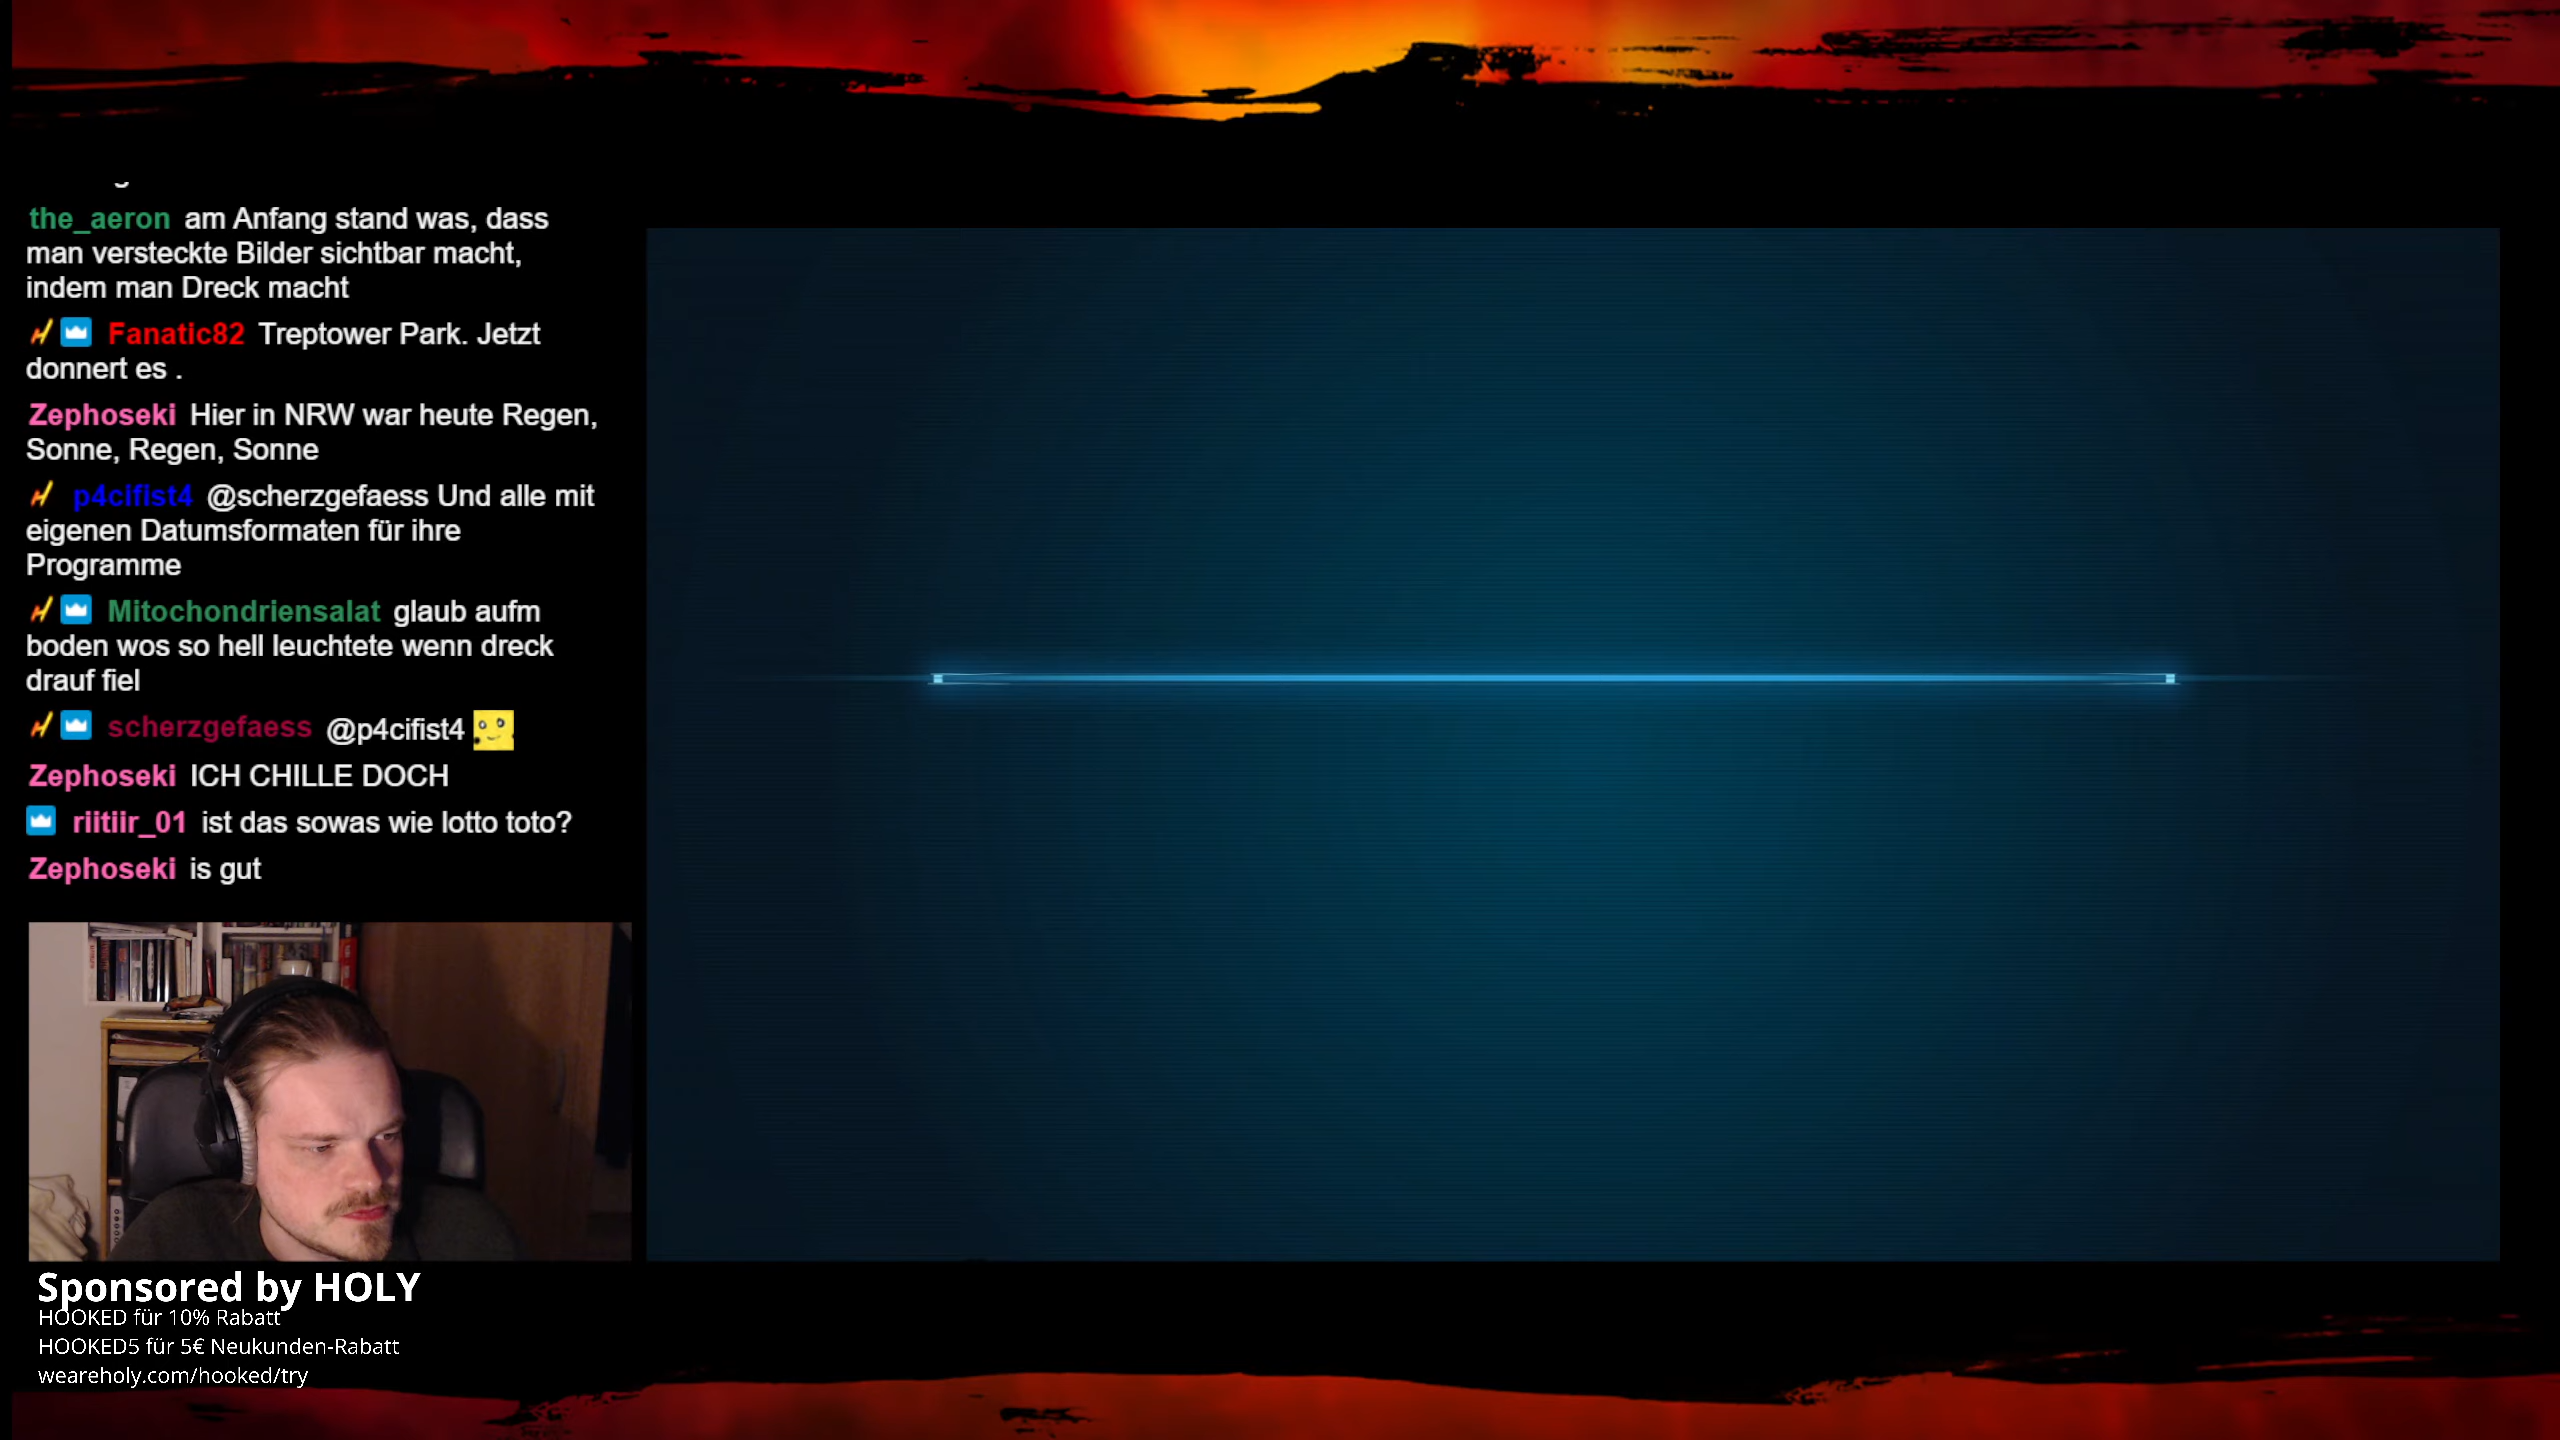 the_aeron am Anfang stand was, dass
man versteckte Bilder sichtbar macht,
indem man Dreck macht
Fanatic82 Treptower Park. Jetzt
donnert es .
Zephoseki Hier in NRW war heute Regen,
Sonne, Regen, Sonne
p4cifist4 @scherzgefaess Und alle mit
eigenen Datumsformaten für ihre
Programme
Mitochondriensalat glaub aufm
boden wos so hell leuchtete wenn dreck
drauf fiel
scherzgefaess @p4cifist4
Zephoseki ICH CHILLE DOCH
riitiir_01 ist das sowas wie lotto toto?
Zephoseki is gut
Sponsored by HOLY
HOOKED für 10% Rabatt
HOOKED5 für 5€ Neukunden-Rabatt
weareholy.com/hooked/try